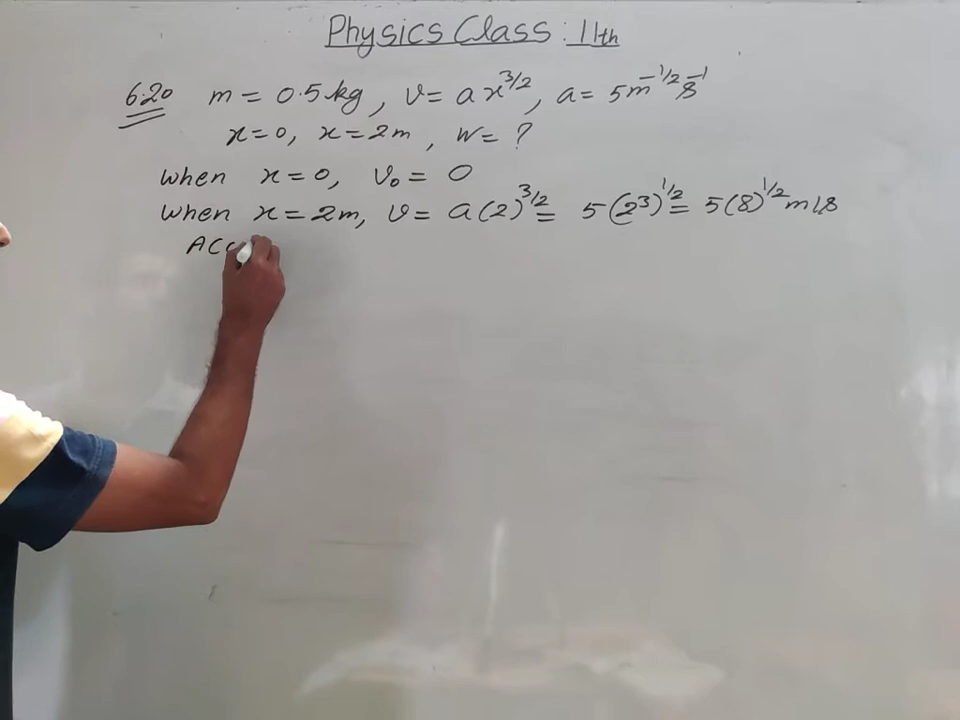 Physics Class : 11th
6.20 m = 0.5 kg, v = a x^3/2, a = 5 m^-1/2 s^-1
x = 0, x = 2m, W = ?
when x = 0, v₀ = 0
when x = 2m, v = a(2)^3/2 = 5(2³)^1/2 = 5(8)^1/2 m/s
Acc